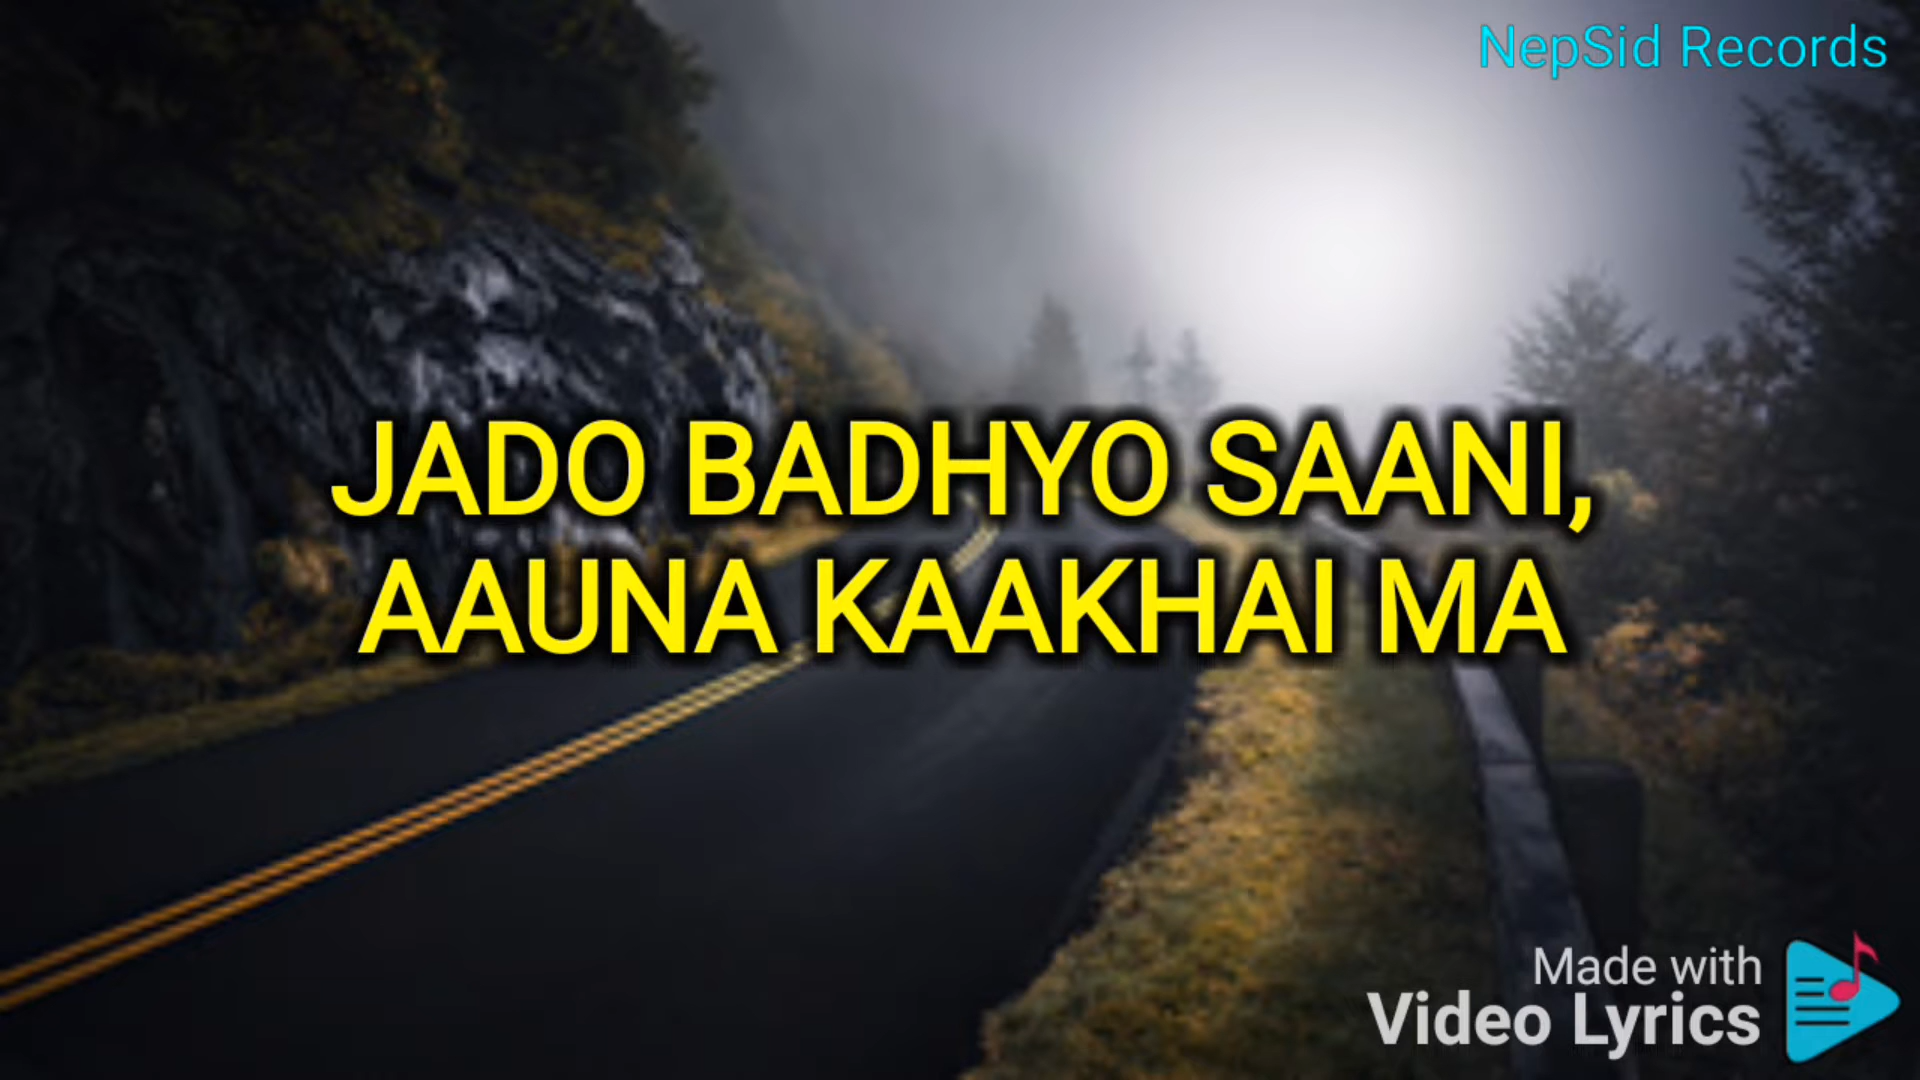 NepSid Records
JADO BADHYO SAANI,
AAUNA KAAKHAI MA
Made with
Video Lyrics